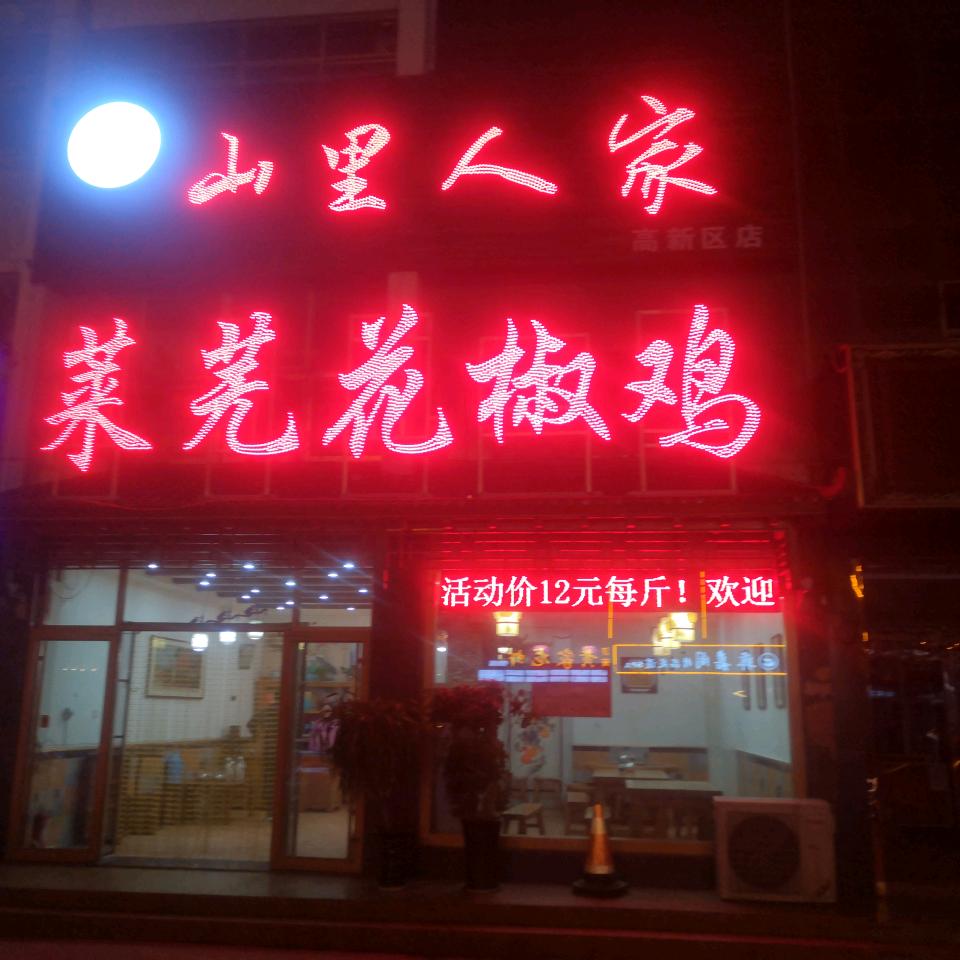 山里人家
高新区店
莱芜花椒鸡
活动价12元每斤！欢迎